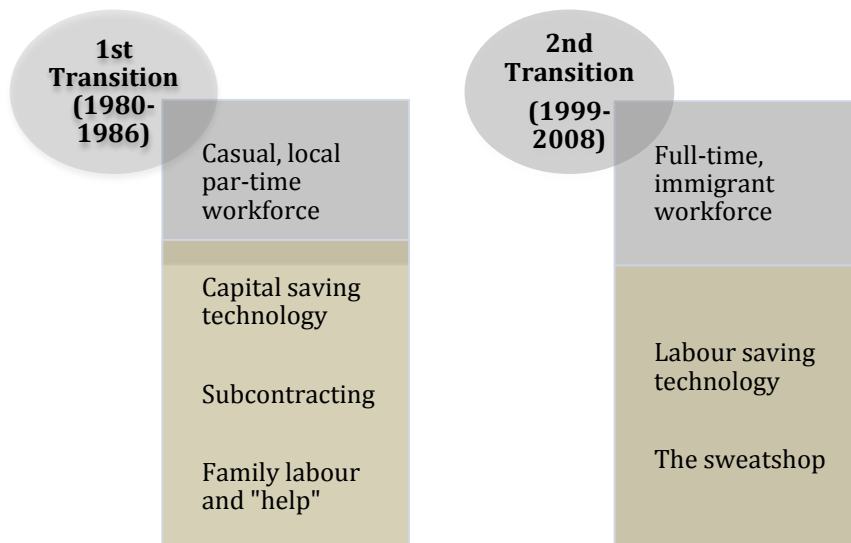 1st
Transition
(1980-
1986)
Casual, local
par-time
workforce
Capital saving
technology
Subcontracting
Family labour
and "help"
2nd
Transition
(1999-
2008)
Full-time,
immigrant
workforce
Labour saving
technology
The sweatshop